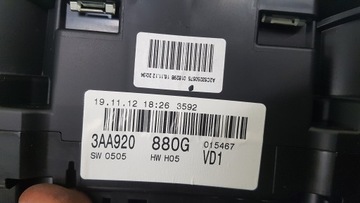 19.11.12 18:26 3592
3AA920 880G 015467
SW 0505 HW H05 VD1